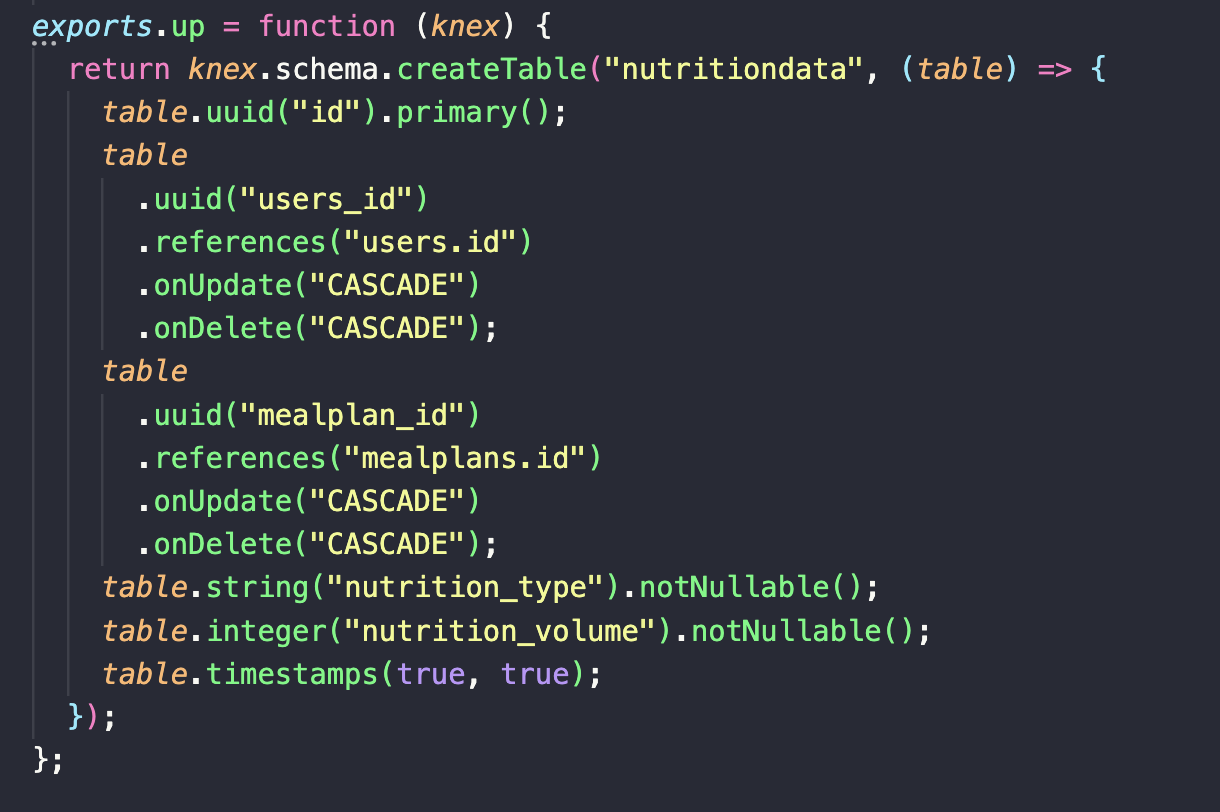 exports.up = function (knex) {
  return knex.schema.createTable("nutritiondata", (table) => {
    table.uuid("id").primary();
    table
      .uuid("users_id")
      .references("users.id")
      .onUpdate("CASCADE")
      .onDelete("CASCADE");
    table
      .uuid("mealplan_id")
      .references("mealplans.id")
      .onUpdate("CASCADE")
      .onDelete("CASCADE");
    table.string("nutrition_type").notNullable();
    table.integer("nutrition_volume").notNullable();
    table.timestamps(true, true);
  });
};